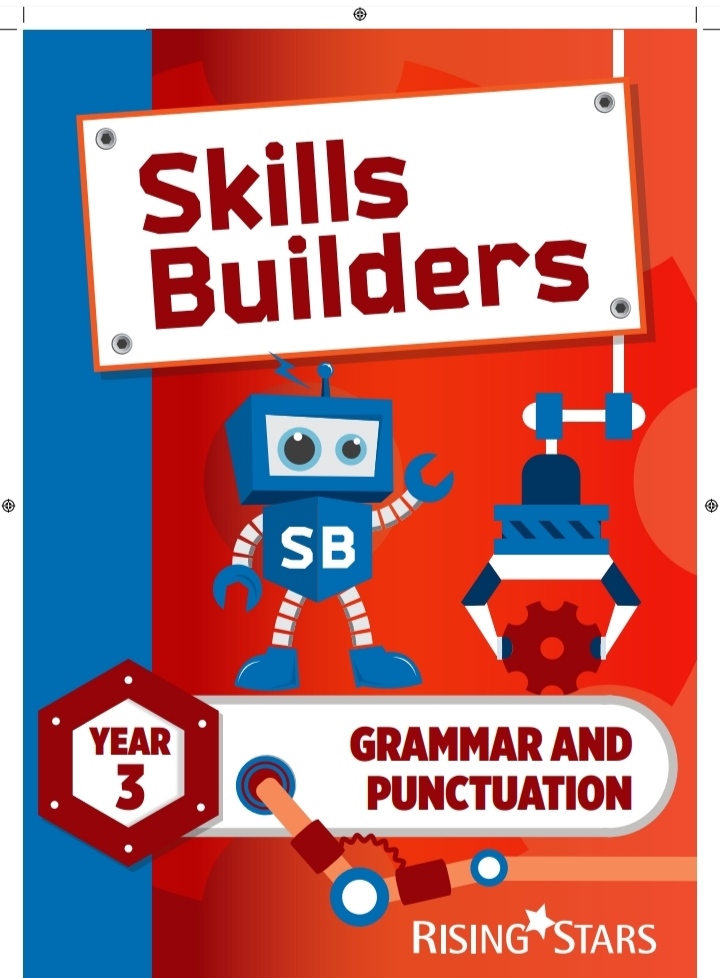 Skills
Builders
SB
YEAR
3
GRAMMAR AND
PUNCTUATION
RISING STARS